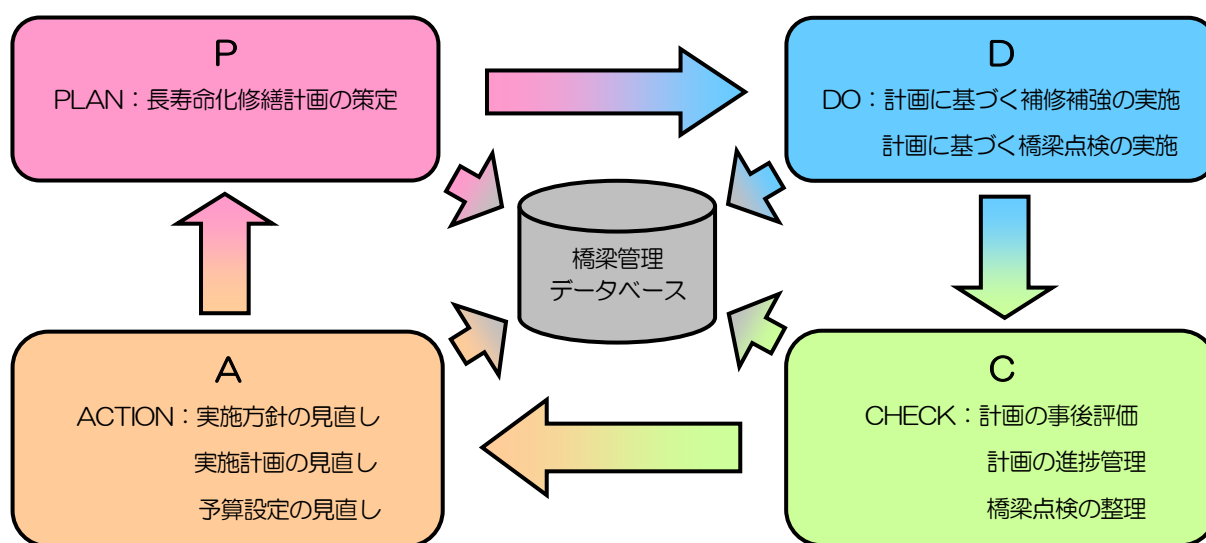 P
PLAN：長寿命化修繕計画の策定
D
DO：計画に基づく補修補強の実施
計画に基づく橋梁点検の実施
橋梁管理
データベース
A
ACTION：実施方針の見直し
実施計画の見直し
予算設定の見直し
C
CHECK：計画の事後評価
計画の進捗管理
橋梁点検の整理